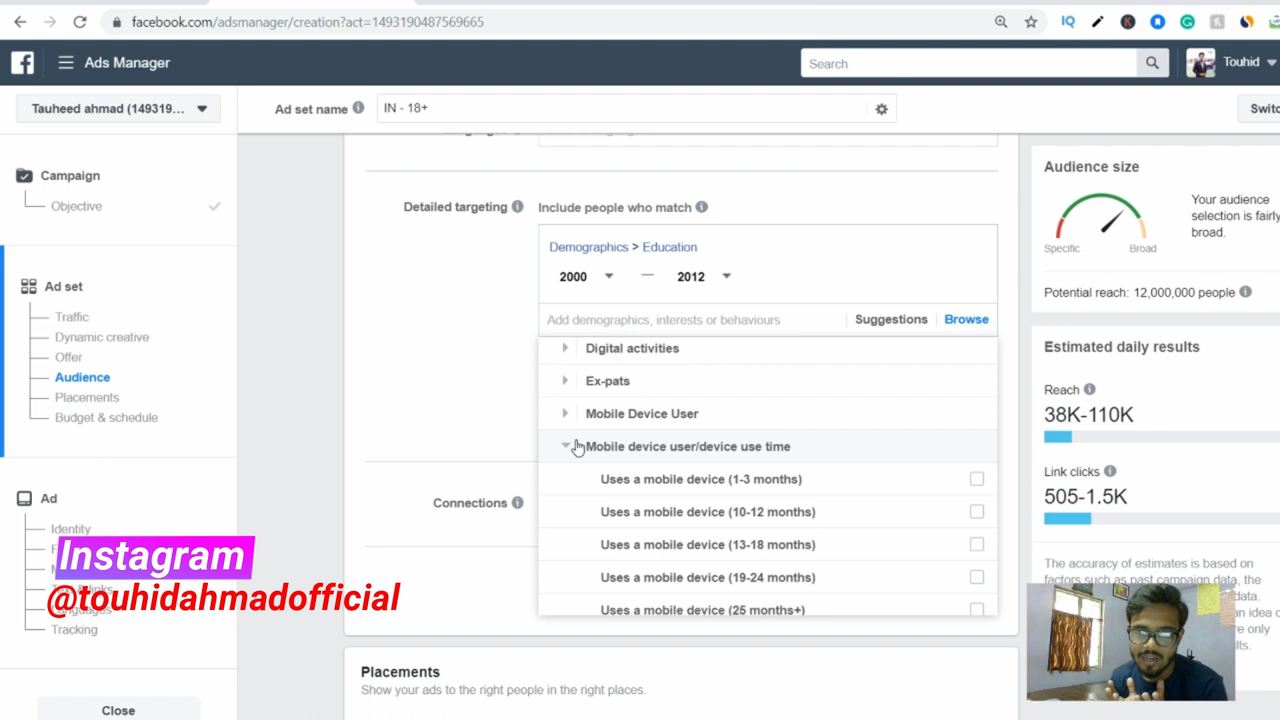 facebook.com/adsmanager/creation?act=1493190487569665
Ads Manager
Search
Touhid
Tauheed ahmad (149319...
Ad set name
IN - 18+
Switc
Campaign
Objective
Ad set
Traffic
Dynamic creative
Offer
Audience
Placements
Budget & schedule
Ad
Identity
Instagram
@touhidahmadofficial
Tracking
Close
Detailed targeting
Include people who match
Demographics > Education
2000 — 2012
Add demographics, interests or behaviours
Suggestions
Browse
Digital activities
Ex-pats
Mobile Device User
Mobile device user/device use time
Uses a mobile device (1-3 months)
Uses a mobile device (10-12 months)
Uses a mobile device (13-18 months)
Uses a mobile device (19-24 months)
Uses a mobile device (25 months+)
Connections
Placements
Show your ads to the right people in the right places.
Audience size
Specific
Broad
Your audience
selection is fairly
broad.
Potential reach: 12,000,000 people
Estimated daily results
Reach
38K-110K
Link clicks
505-1.5K
The accuracy of estimates is based on
factors such as past campaign data, the